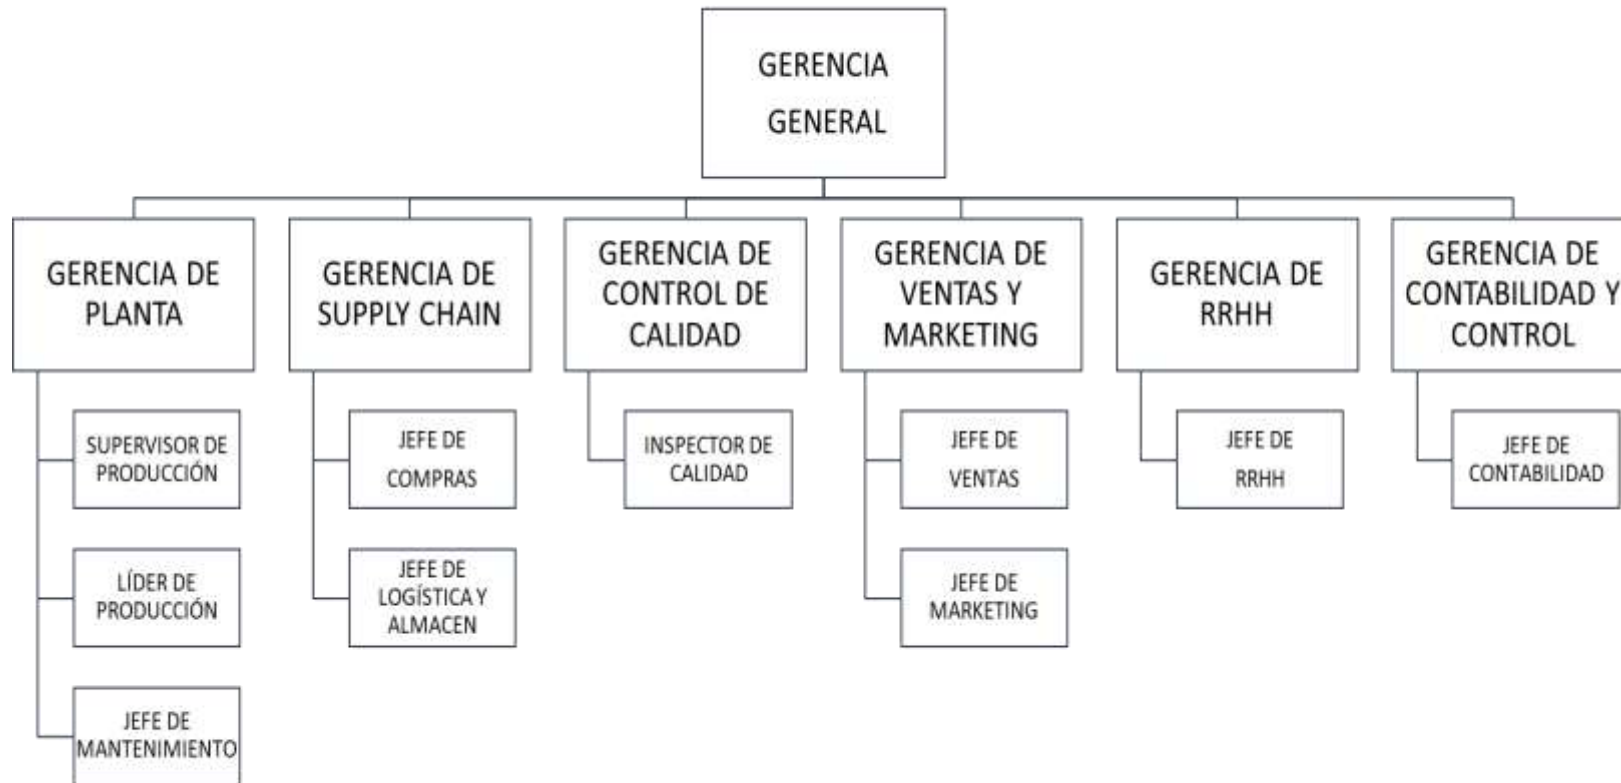 GERENCIA
GENERAL
GERENCIA DE
PLANTA
GERENCIA DE
SUPPLY CHAIN
GERENCIA DE
CONTROL DE
CALIDAD
GERENCIA DE
VENTAS Y
MARKETING
GERENCIA DE
RRHH
GERENCIA DE
CONTABILIDAD Y
CONTROL
SUPERVISOR DE
PRODUCCIÓN
JEFE DE
COMPRAS
INSPECTOR DE
CALIDAD
JEFE DE
VENTAS
JEFE DE
RRHH
JEFE DE
CONTABILIDAD
LÍDER DE
PRODUCCIÓN
JEFE DE
LOGÍSTICA Y
ALMACEN
JEFE DE
MARKETING
JEFE DE
MANTENIMIENTO